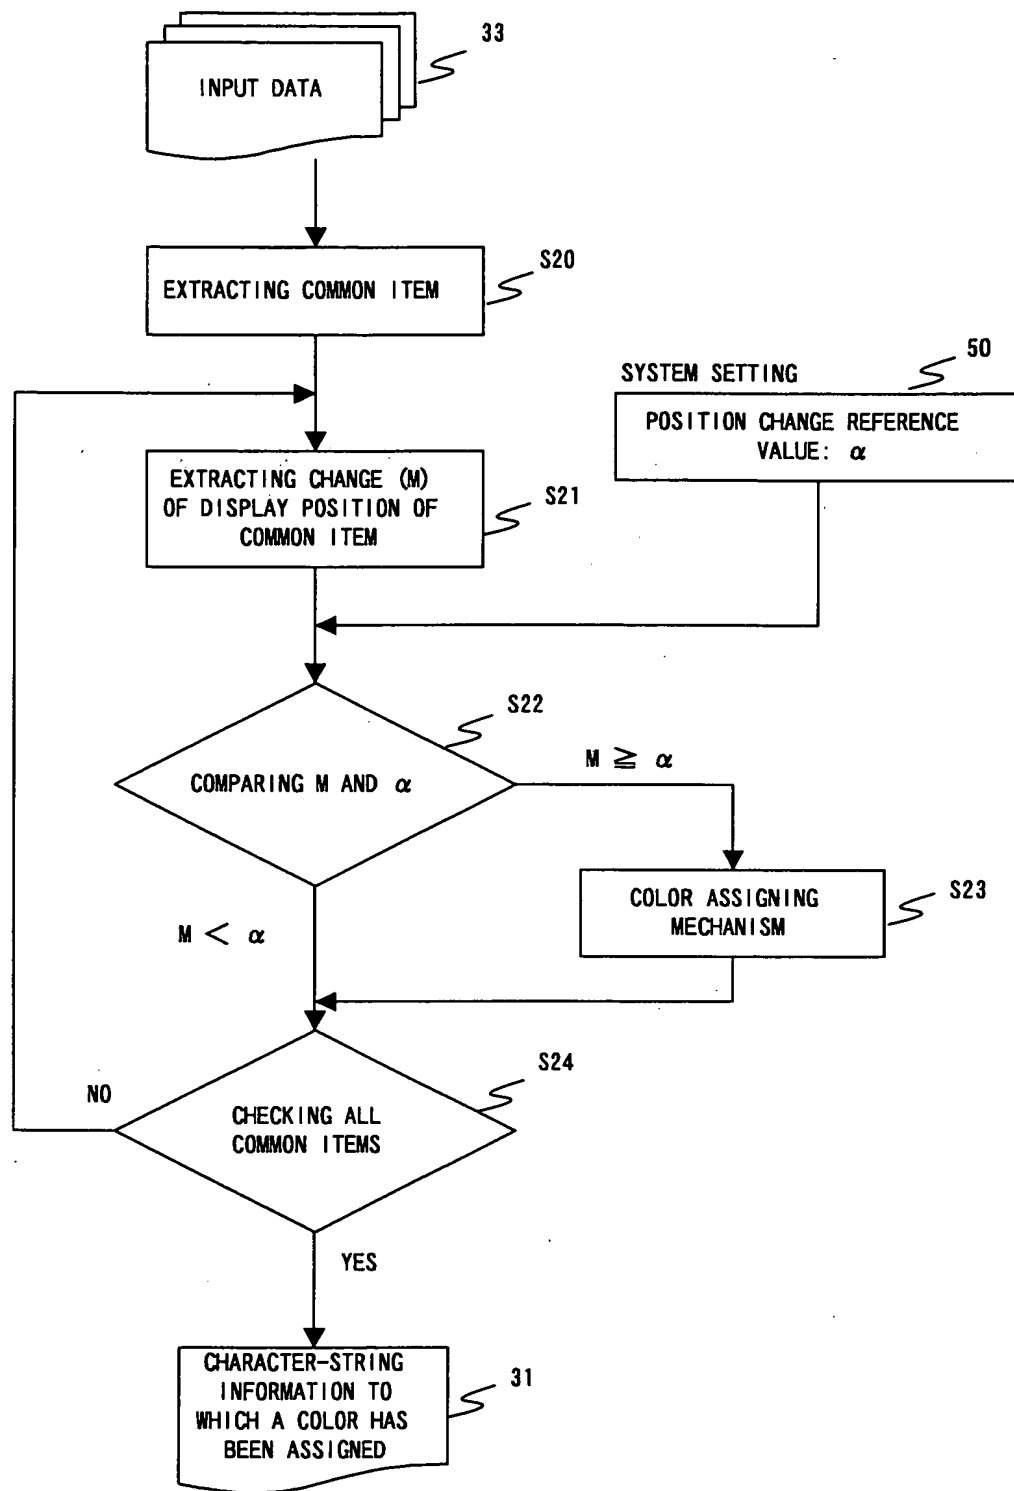 33
INPUT DATA
S20
EXTRACTING COMMON ITEM
50
SYSTEM SETTING
POSITION CHANGE REFERENCE
VALUE: α
EXTRACTING CHANGE (M)
OF DISPLAY POSITION OF
COMMON ITEM
S21
S22
COMPARING M AND α
M ≧ α
COLOR ASSIGNING
MECHANISM
S23
M < α
S24
NO
CHECKING ALL
COMMON ITEMS
YES
CHARACTER-STRING
INFORMATION TO
WHICH A COLOR HAS
BEEN ASSIGNED
31